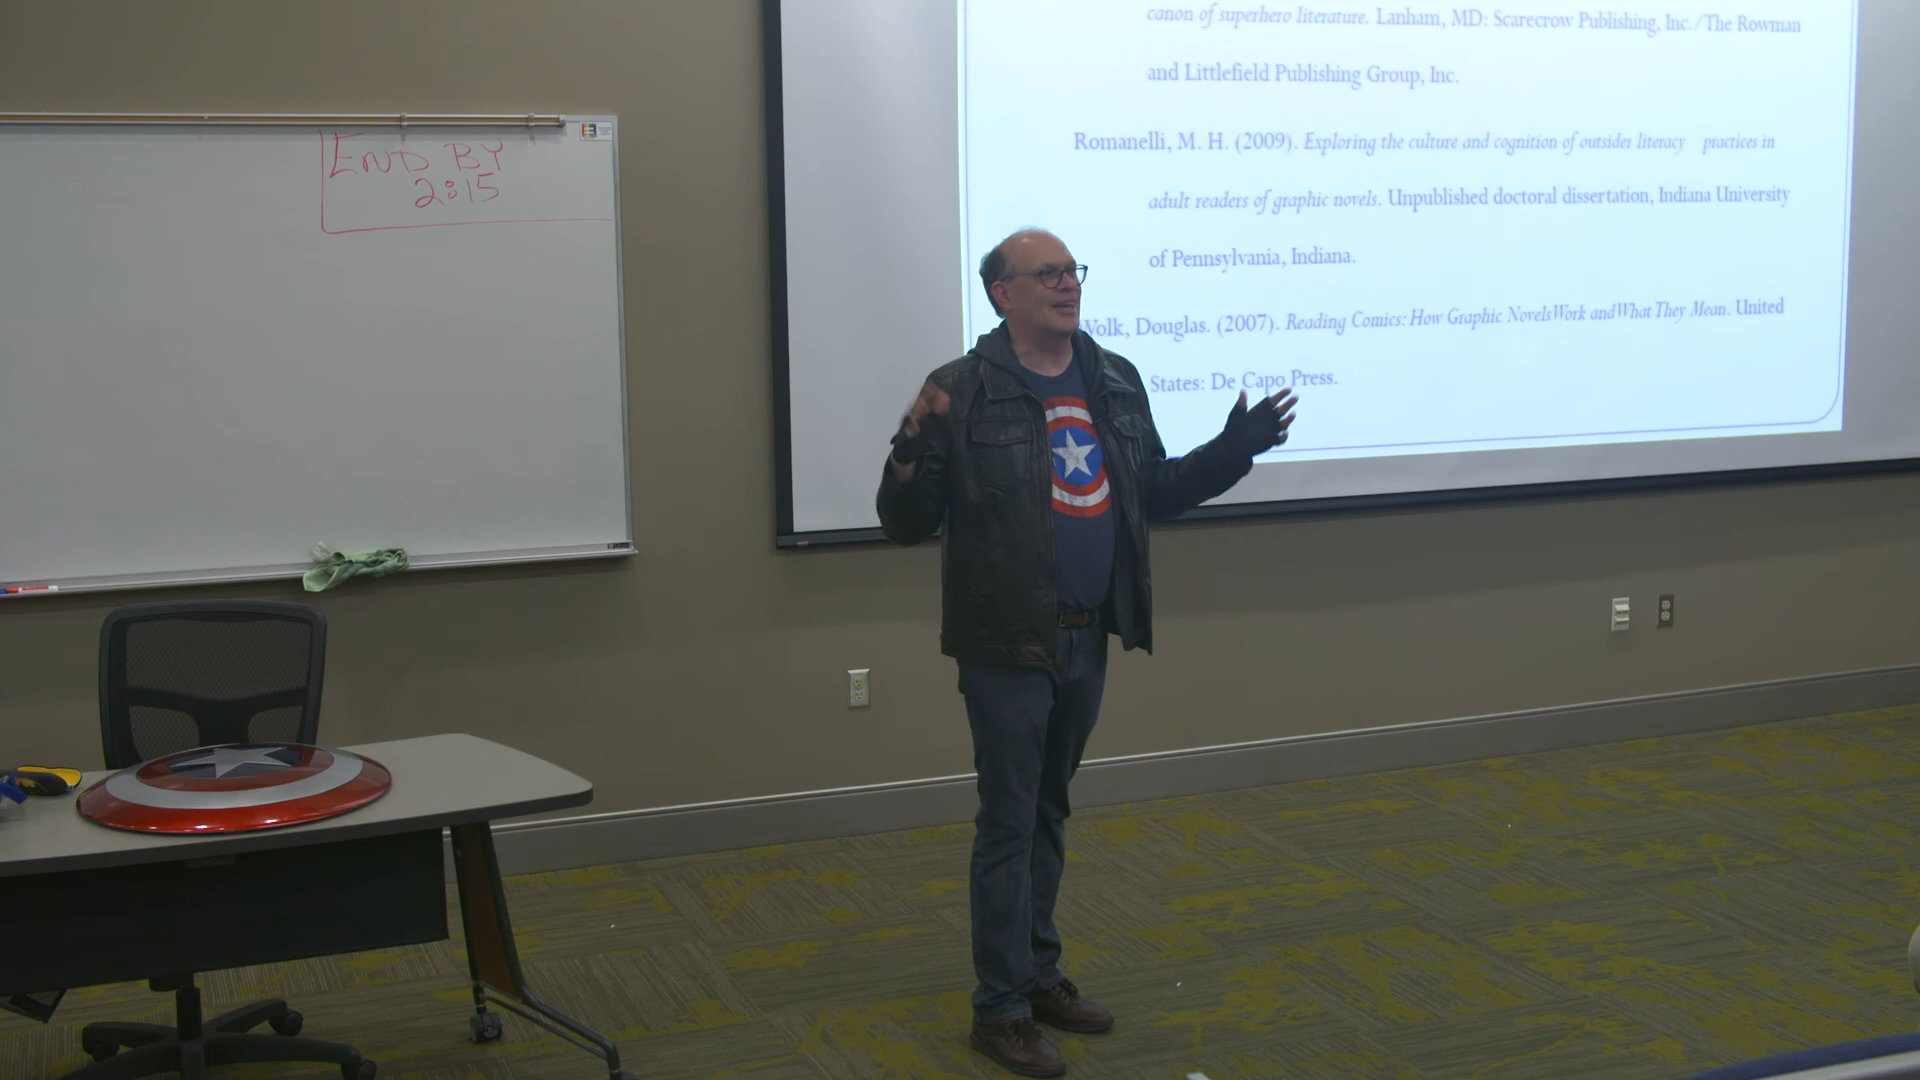 END BY
2:15
canon of superhero literature. Lanham, MD: Scarecrow Publishing, Inc./The Rowman
and Littlefield Publishing Group, Inc.
Romanelli, M. H. (2009). Exploring the culture and cognition of outsider literacy practices in
adult readers of graphic novels. Unpublished doctoral dissertation, Indiana University
of Pennsylvania, Indiana.
Wolk, Douglas. (2007). Reading Comics: How Graphic Novels Work and What They Mean. United
States: De Capo Press.